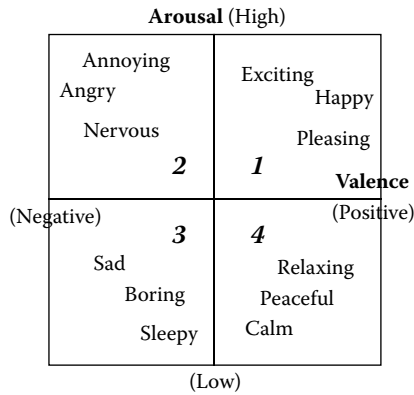 Arousal (High)
Annoying
Angry
Nervous
2
Exciting
Happy
Pleasing
1
Valence
(Positive)
(Negative)
3
Sad
Boring
Sleepy
4
Relaxing
Peaceful
Calm
(Low)